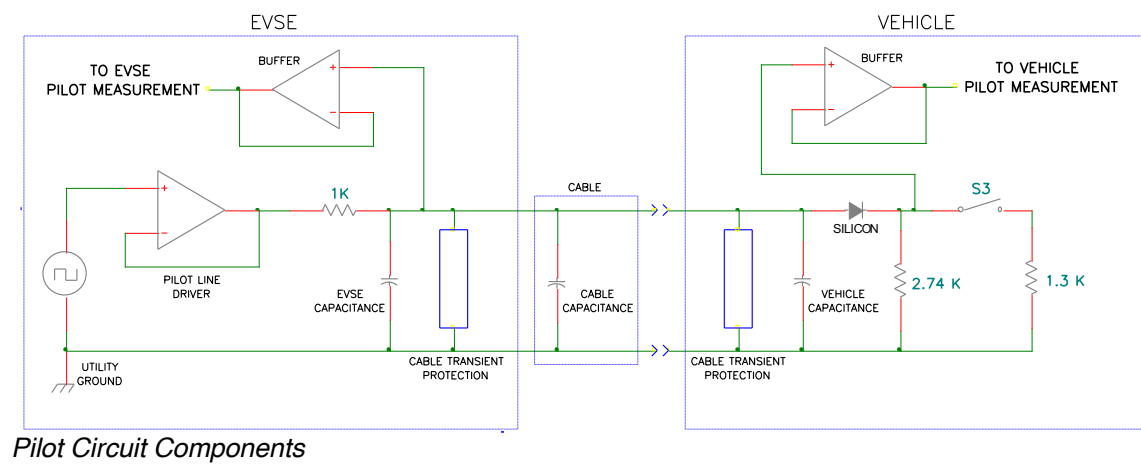 EVSE
VEHICLE
BUFFER
TO EVSE
PILOT MEASUREMENT
+
−
BUFFER
+
−
TO VEHICLE
PILOT MEASUREMENT
CABLE
S3
1K
+
−
PILOT LINE
DRIVER
SILICON
EVSE
CAPACITANCE
CABLE
CAPACITANCE
VEHICLE
CAPACITANCE
2.74 K
1.3 K
UTILITY
GROUND
CABLE TRANSIENT
PROTECTION
CABLE TRANSIENT
PROTECTION
Pilot Circuit Components